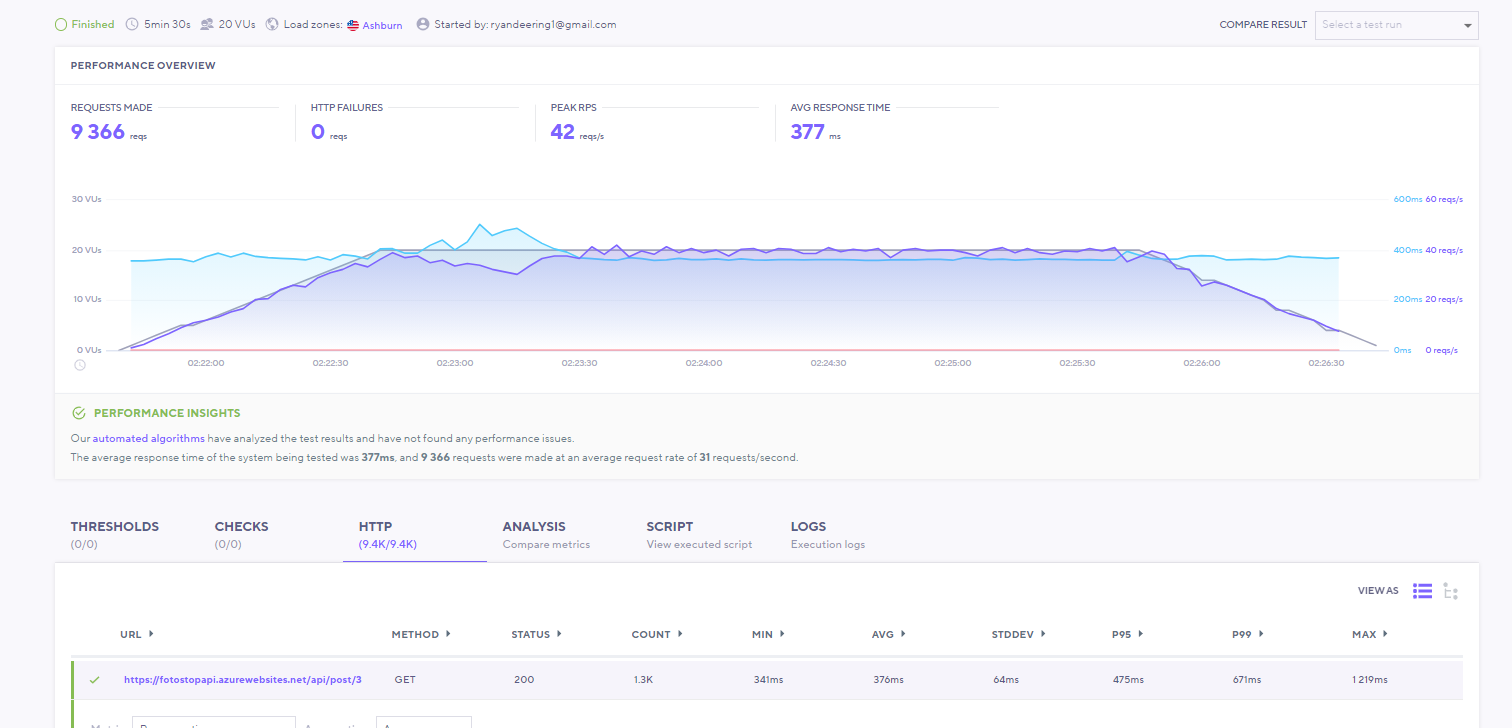 Finished 5min 30s 20 VUs Load zones: Ashburn Started by: ryandeering1@gmail.com COMPARE RESULT Select a test run
PERFORMANCE OVERVIEW
REQUESTS MADE HTTP FAILURES PEAK RPS AVG RESPONSE TIME
9 366 reqs 0 reqs 42 reqs/s 377 ms
30 VUs 600ms 60 reqs/s
20 VUs 400ms 40 reqs/s
10 VUs 200ms 20 reqs/s
0 VUs 0ms 0 reqs/s
02:22:00 02:22:30 02:23:00 02:23:30 02:24:00 02:24:30 02:25:00 02:25:30 02:26:00 02:26:30
PERFORMANCE INSIGHTS
Our automated algorithms have analyzed the test results and have not found any performance issues.
The average response time of the system being tested was 377ms, and 9 366 requests were made at an average request rate of 31 requests/second.
THRESHOLDS CHECKS HTTP ANALYSIS SCRIPT LOGS
(0/0) (0/0) (9.4K/9.4K) Compare metrics View executed script Execution logs
VIEW AS
URL METHOD STATUS COUNT MIN AVG STDDEV P95 P99 MAX
https://fotostopapi.azurewebsites.net/api/post/3 GET 200 1.3K 341ms 376ms 64ms 475ms 671ms 1 219ms